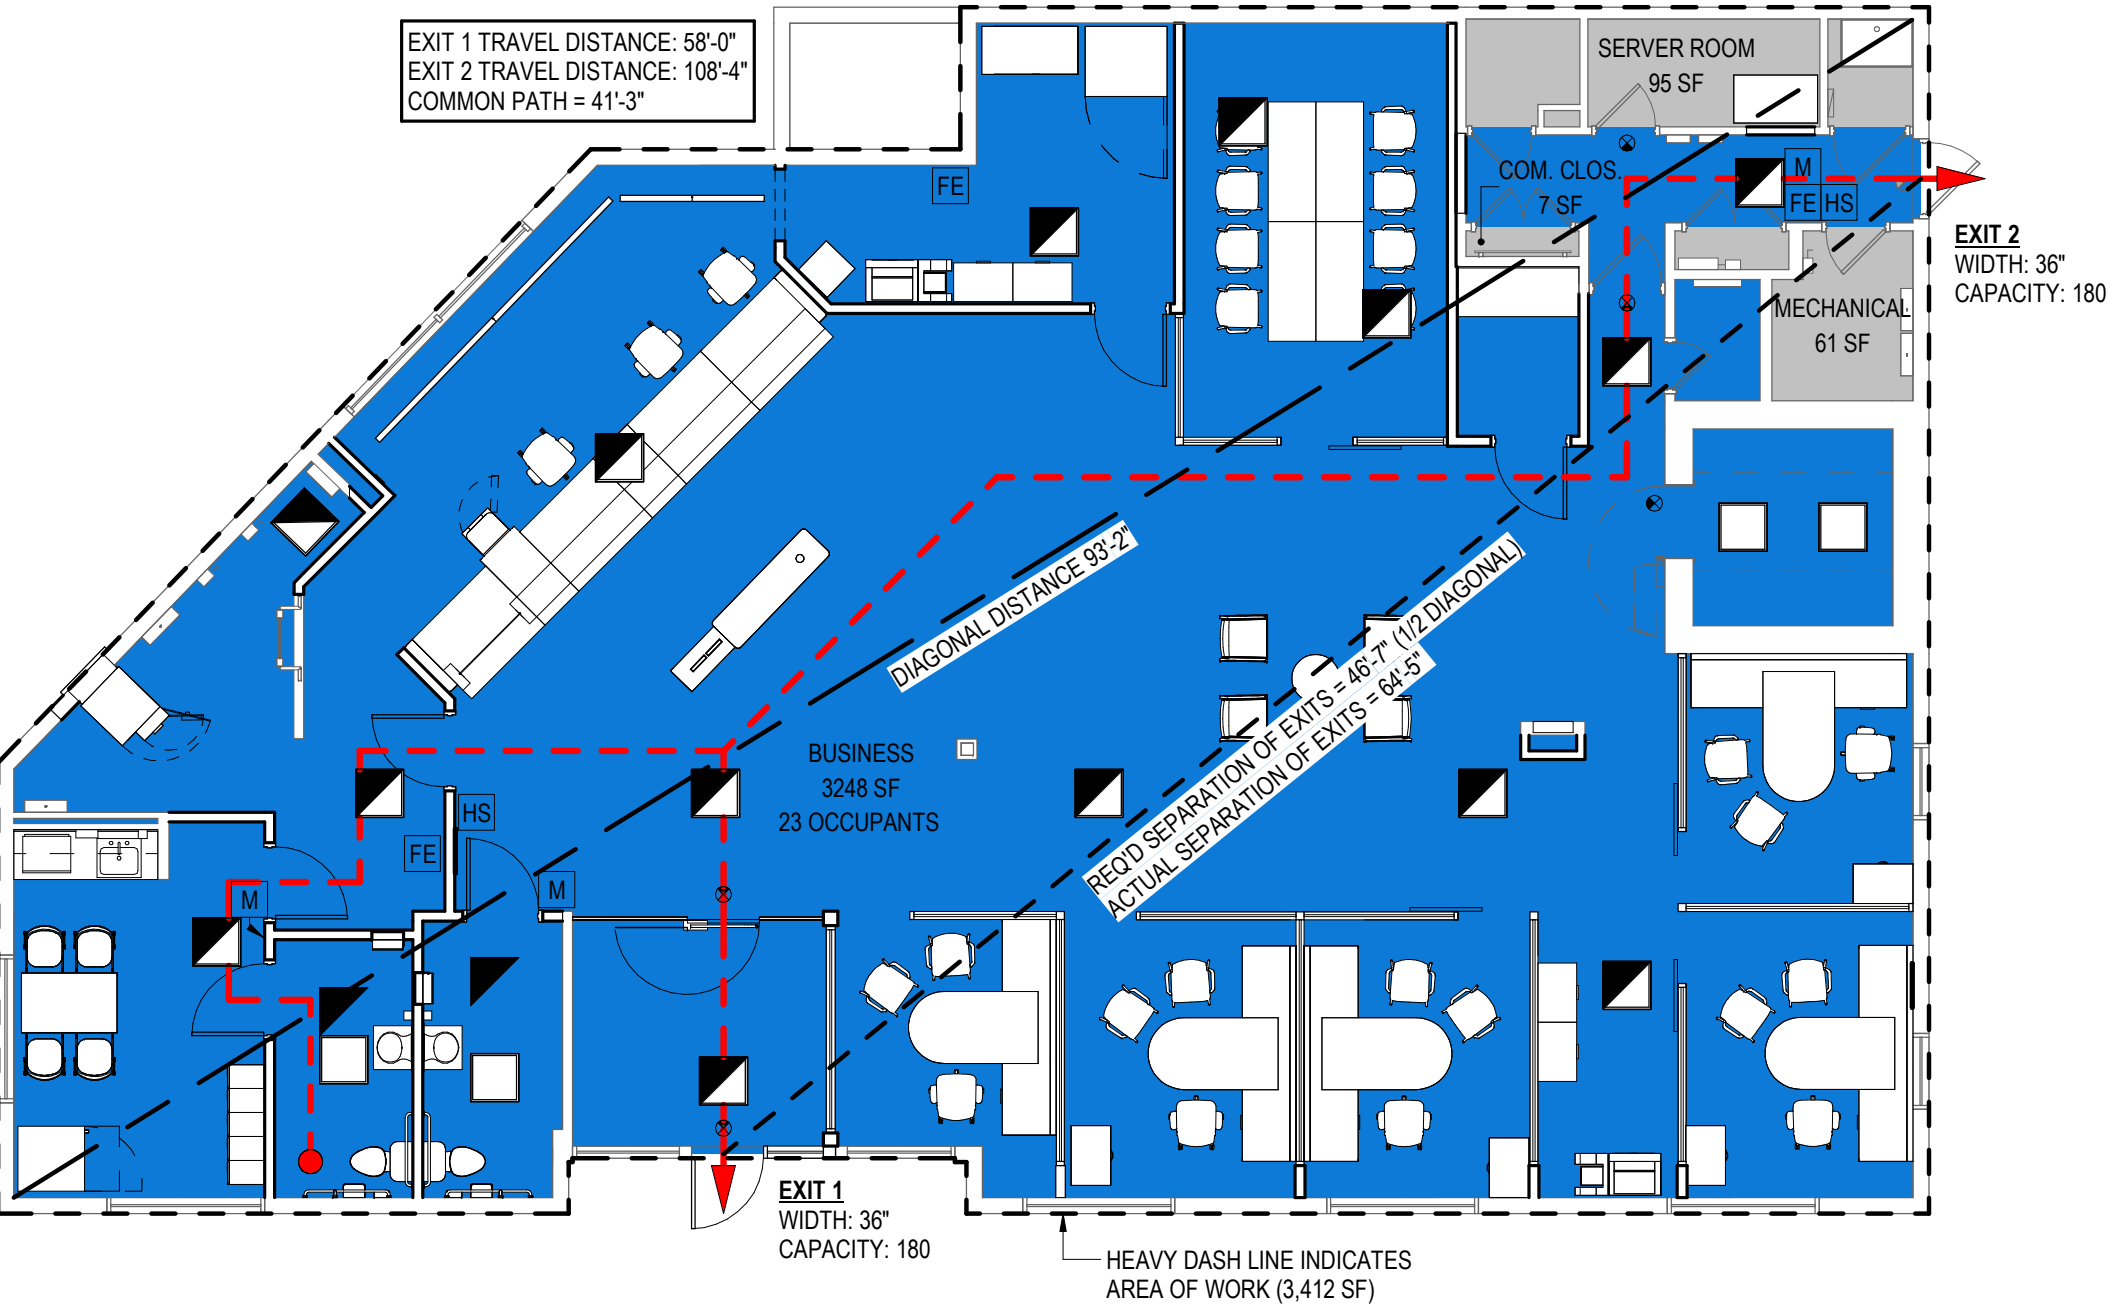 EXIT 1 TRAVEL DISTANCE: 58'-0"
EXIT 2 TRAVEL DISTANCE: 108'-4"
COMMON PATH = 41'-3"
SERVER ROOM
95 SF
COM. CLOS.
7 SF
M
FE HS
FE
EXIT 2
WIDTH: 36"
CAPACITY: 180
MECHANICAL
61 SF
DIAGONAL DISTANCE 93'-2"
REQ'D SEPARATION OF EXITS = 46'-7" (1/2 DIAGONAL)
ACTUAL SEPARATION OF EXITS = 64'-5"
BUSINESS
3248 SF
23 OCCUPANTS
HS
FE
M
M
EXIT 1
WIDTH: 36"
CAPACITY: 180
HEAVY DASH LINE INDICATES
AREA OF WORK (3,412 SF)